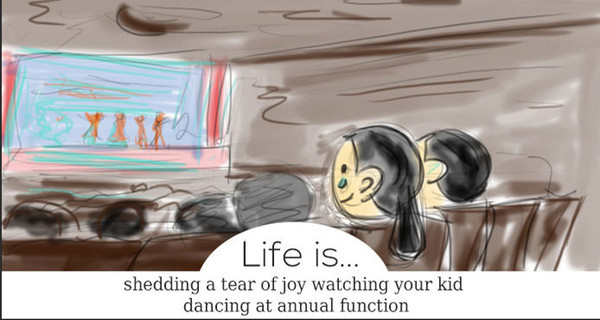 Life is...
shedding a tear of joy watching your kid
dancing at annual function